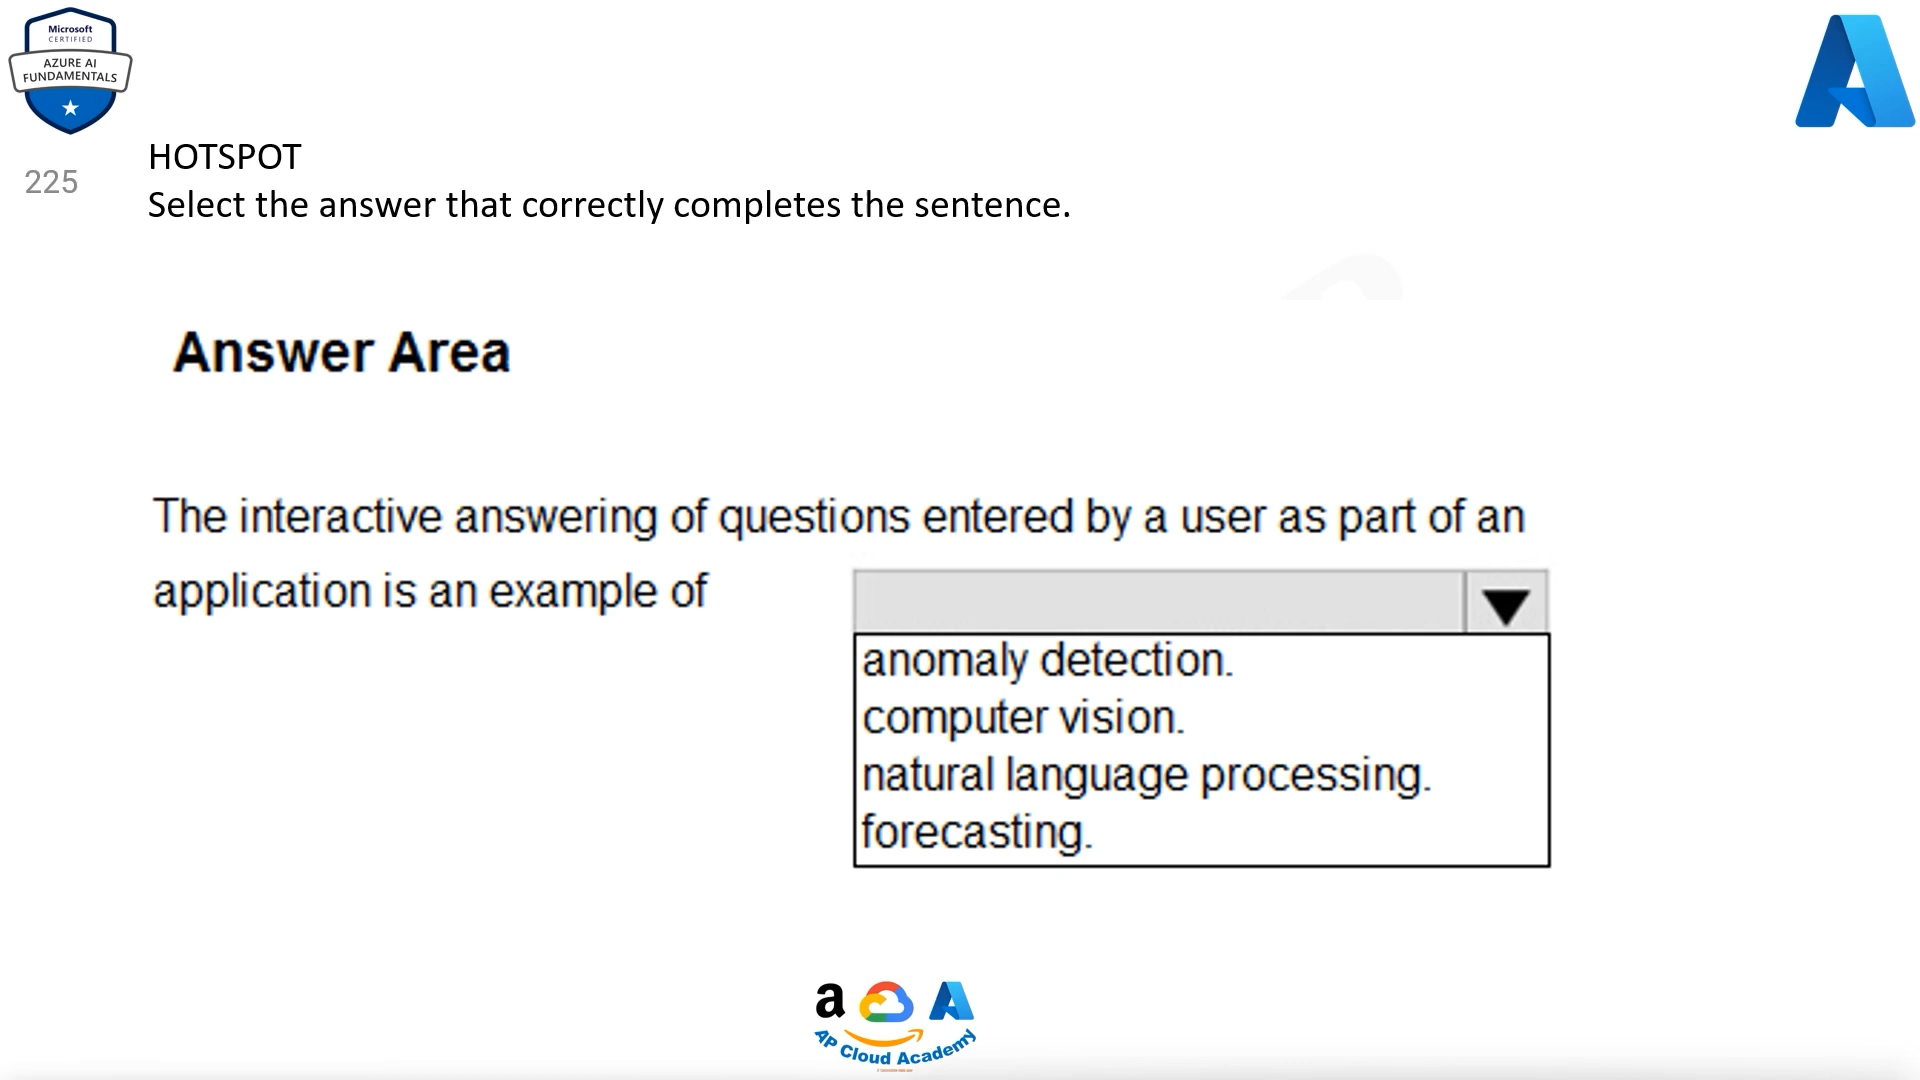 Microsoft
CERTIFIED
AZURE AI
FUNDAMENTALS
225
HOTSPOT
Select the answer that correctly completes the sentence.
Answer Area
The interactive answering of questions entered by a user as part of an
application is an example of
anomaly detection.
computer vision.
natural language processing.
forecasting.
a
AP Cloud Academy